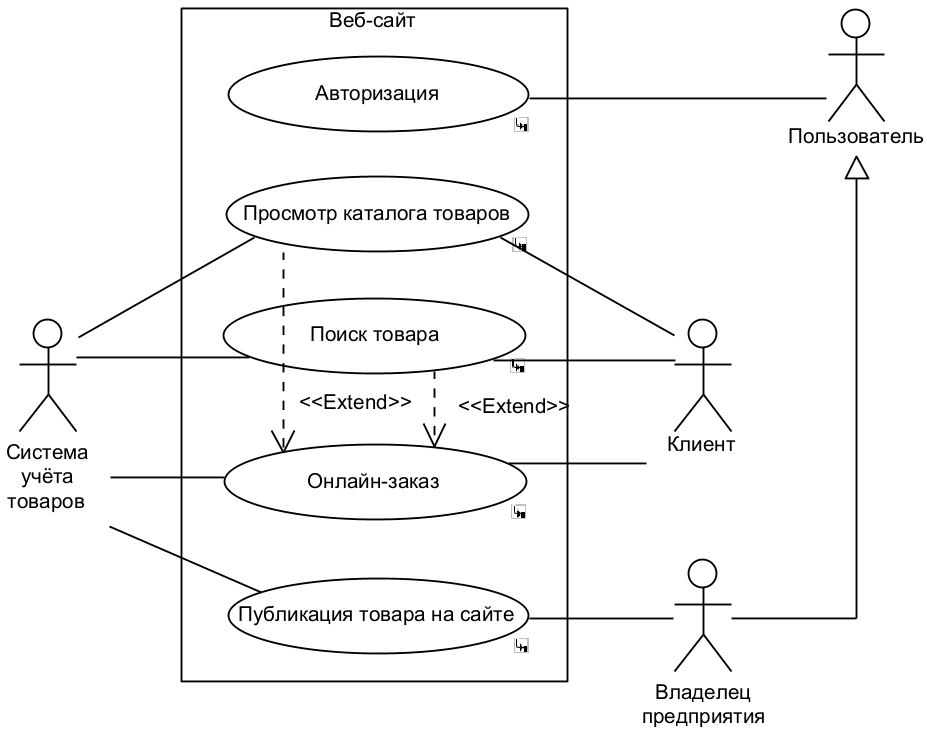 Веб-сайт
Авторизация
Пользователь
Просмотр каталога товаров
Поиск товара
<<Extend>>
<<Extend>>
Клиент
Система
учёта
товаров
Онлайн-заказ
Публикация товара на сайте
Владелец
предприятия